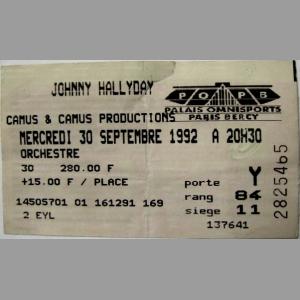 JOHNNY HALLYDAY
POPB
PALAIS OMNISPORTS
PARIS BERCY
CAMUS & CAMUS PRODUCTIONS
MERCREDI 30 SEPTEMBRE 1992 A 20H30
ORCHESTRE
30 280.00 F
+15.00 F / PLACE
porte Y
rang 84
siege 11
14505701 01 161291 169
2 EYL
137641
2825465